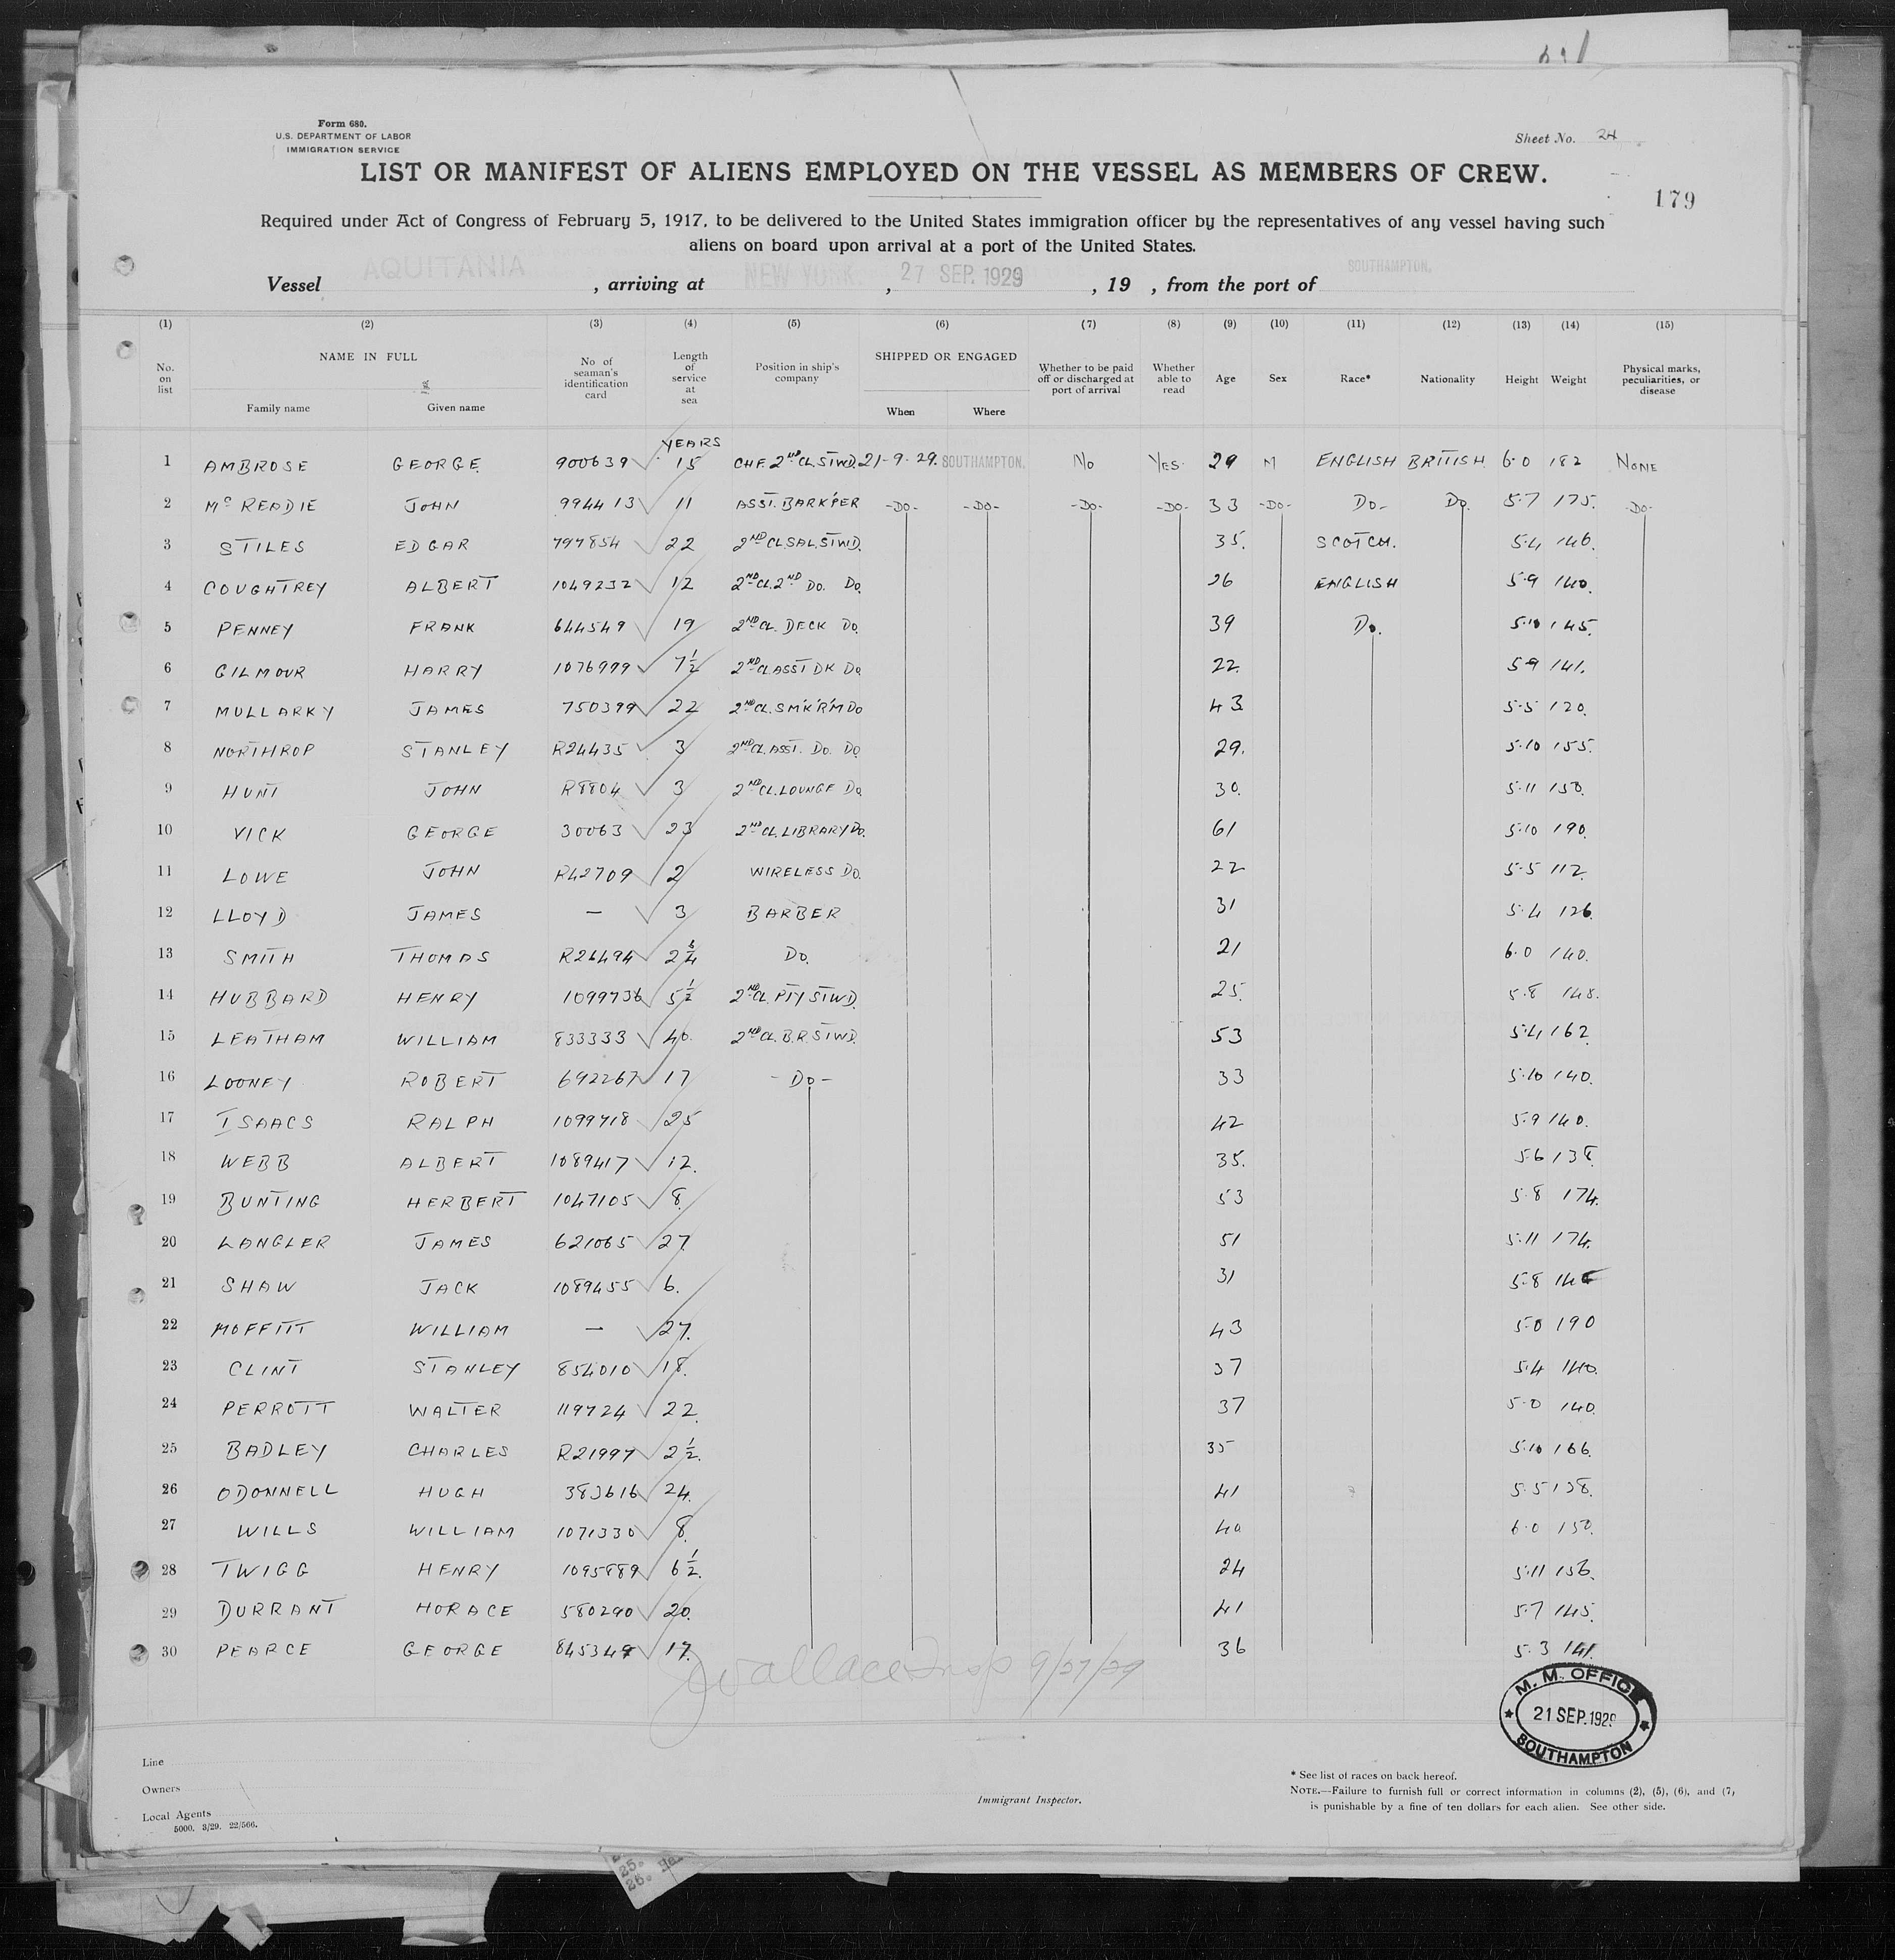 Form 680.
U.S. DEPARTMENT OF LABOR
IMMIGRATION SERVICE
Sheet No. 24
LIST OR MANIFEST OF ALIENS EMPLOYED ON THE VESSEL AS MEMBERS OF CREW.
179
Required under Act of Congress of February 5, 1917, to be delivered to the United States immigration officer by the representatives of any vessel having such
aliens on board upon arrival at a port of the United States.
Vessel AQUITANIA, arriving at NEW YORK., 27 SEP. 1929, 19 , from the port of SOUTHAMPTON.
(1) (2) (3) (4) (5) (6) (7) (8) (9) (10) (11) (12) (13) (14) (15)
No. on list NAME IN FULL Family name Given name No of seaman's identification card Length of service at sea Position in ship's company SHIPPED OR ENGAGED When Where Whether to be paid off or discharged at port of arrival Whether able to read Age Sex Race* Nationality Height Weight Physical marks, peculiarities, or disease
YEARS
1 AMBROSE GEORGE 900639 15 CHF. 2ND CL. STWD. 21-9-29. SOUTHAMPTON. No YES 29 M ENGLISH BRITISH 6.0 182 NONE
2 McREADIE JOHN 994413 11 ASST. BARK'PER -DO- -DO- -DO- -DO- 33 -DO- Do- Do. 5.7 175. -DO-
3 STILES EDGAR 797854 22 2ND CL. SAL. STWD. 35. SCOTCH. 5.4 146.
4 COUGHTREY ALBERT 1049232 12 2ND CL. 2ND Do. Do. 26 ENGLISH 5.9 140.
5 PENNEY FRANK 644549 19 2ND CL. DECK Do. 39 Do. 5.10 145.
6 GILMOUR HARRY 1076999 7½ 2ND CL ASST DK Do 22. 5.9 141.
7 MULLARKY JAMES 750399 22 2ND CL. SM'K'R'M Do 43 5.5 120.
8 NORTHROP STANLEY R24435 3 2ND CL. ASST. Do. Do 29. 5.10 155.
9 HUNT JOHN R8804 3 2ND CL. LOUNGE Do 30. 5.11 150.
10 VICK GEORGE 30063 23 2ND CL. LIBRARY Do. 61 5.10 190.
11 LOWE JOHN R42709 2 WIRELESS Do. 22 5.5 112.
12 LLOYD JAMES — 3 BARBER 31 5.4 126.
13 SMITH THOMAS R26494 Do. 21 6.0 140.
14 HUBBARD HENRY 1099736 5½ 2ND CL. PTY STWD. 25. 5.8 148.
15 LEATHAM WILLIAM 833333 40. 2ND CL. B.R. STWD. 53 5.4 162.
16 LOONEY ROBERT 692267 17 -Do- 33 5.10 140.
17 ISAACS RALPH 1099718 25 42 5.9 140.
18 WEBB ALBERT 1089417 12. 35. 5.6 138.
19 BUNTING HERBERT 1047105 8. 53 5.8 174.
20 LANGLER JAMES 621065 27 51 5.11 174.
21 SHAW JACK 1089455 6. 31 5.8
22 MOFFITT WILLIAM — 27. 43 5.0 190
23 CLINT STANLEY 854010 18. 37 5.4 140.
24 PERROTT WALTER 119724 22. 37 5.0 140.
25 BADLEY CHARLES R21997 2½. 35 5.10 166.
26 ODONNELL HUGH 383616 24. 41 5.5 138.
27 WILLS WILLIAM 1071330 8. 40 6.0 150.
28 TWIGG HENRY 1095889 6½. 24 5.11 156.
29 DURRANT HORACE 580290 20. 41 5.7 145.
30 PEARCE GEORGE 845349 17. 36 5.3 141.
J Wallace Insp 9/27/29
M. M. OFFICE
21 SEP. 1929
SOUTHAMPTON
Line
Owners
Local Agents
5000. 3/29. 22/566.
Immigrant Inspector.
* See list of races on back hereof.
NOTE.—Failure to furnish full or correct information in columns (2), (5), (6), and (7)
is punishable by a fine of ten dollars for each alien. See other side.
25.
26.